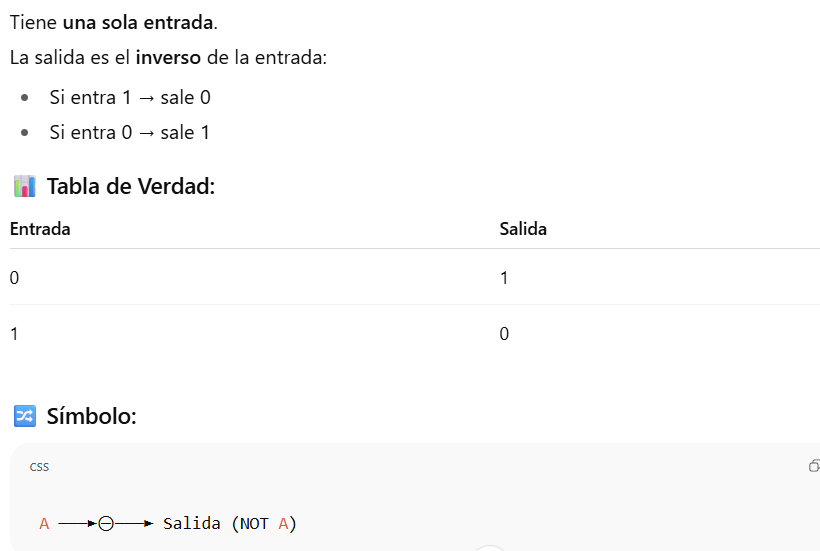 Tiene una sola entrada.
La salida es el inverso de la entrada:
• Si entra 1 → sale 0
• Si entra 0 → sale 1
📊 Tabla de Verdad:
Entrada Salida
0 1
1 0
🔀 Símbolo:
css
A ──►⊖──► Salida (NOT A)